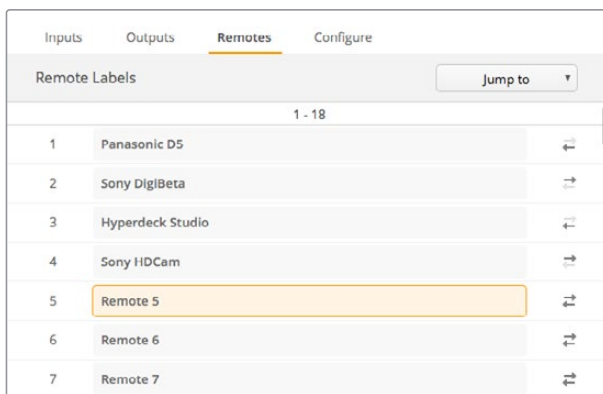 Inputs Outputs Remotes Configure
Remote Labels Jump to
1 - 18
1 Panasonic D5
2 Sony DigiBeta
3 Hyperdeck Studio
4 Sony HDCam
5 Remote 5
6 Remote 6
7 Remote 7